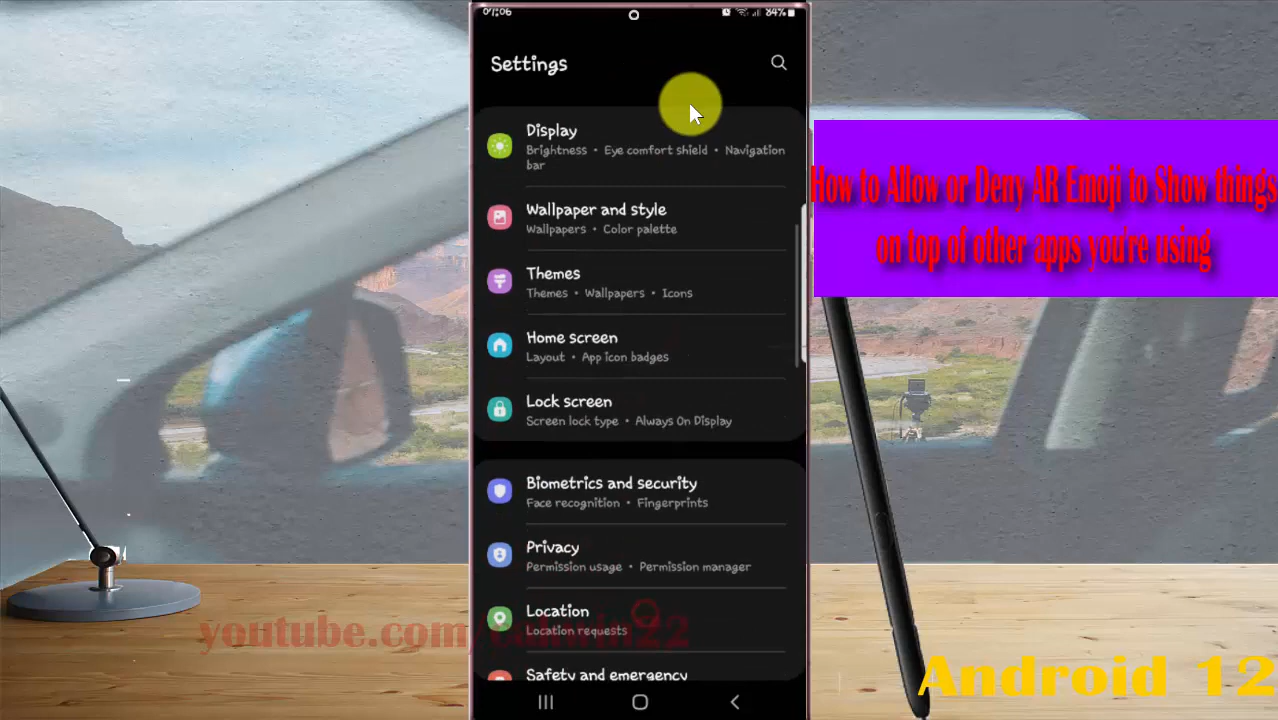 07:06 84%
Settings
Display
Brightness • Eye comfort shield • Navigation
bar
Wallpaper and style
Wallpapers • Color palette
Themes
Themes • Wallpapers • Icons
Home screen
Layout • App icon badges
Lock screen
Screen lock type • Always On Display
Biometrics and security
Face recognition • Fingerprints
Privacy
Permission usage • Permission manager
Location
Location requests
Safety and emergency
How to Allow or Deny AR Emoji to Show things
on top of other apps you're using
youtube.com/
Android 12